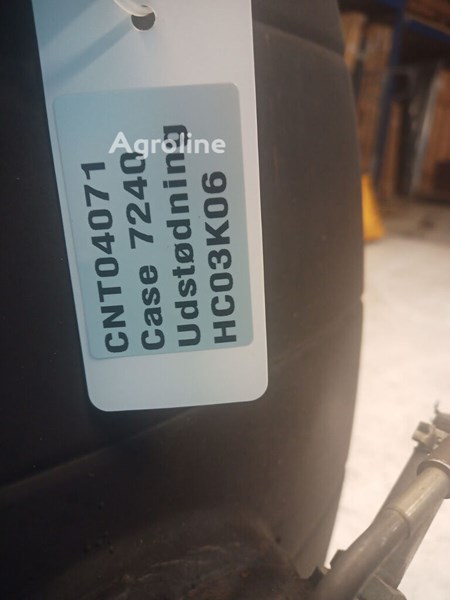 Agroline
CNT04071
Case 7240
Udstødning
HC03K06